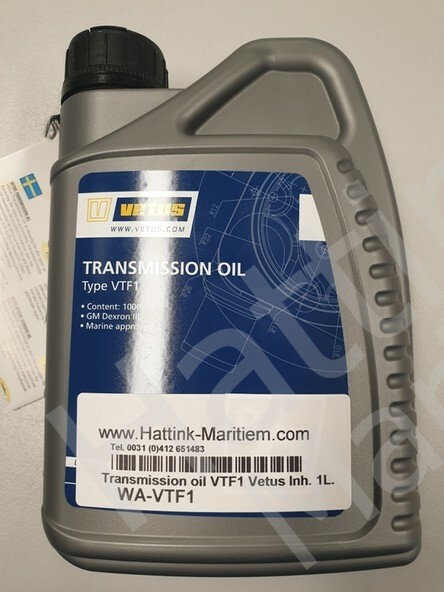 vetus
WWW.VETUS.COM
TRANSMISSION OIL
Type VTF1
• Content: 1000
• GM Dexron III
• Marine approved
www.Hattink-Maritiem.com
Tel. 0031 (0)412 651483
Transmission oil VTF1 Vetus Inh. 1L.
WA-VTF1